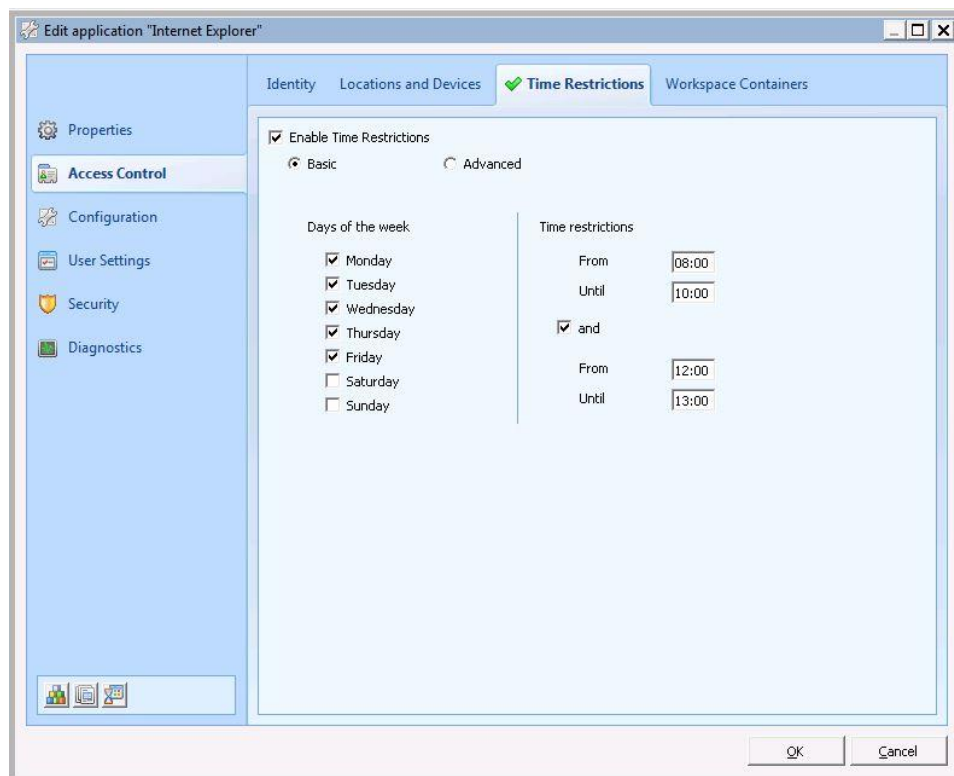 Edit application "Internet Explorer"
Identity Locations and Devices Time Restrictions Workspace Containers
Properties
Access Control
Configuration
User Settings
Security
Diagnostics
Enable Time Restrictions
Basic Advanced
Days of the week
Monday
Tuesday
Wednesday
Thursday
Friday
Saturday
Sunday
Time restrictions
From 08:00
Until 10:00
and
From 12:00
Until 13:00
OK Cancel